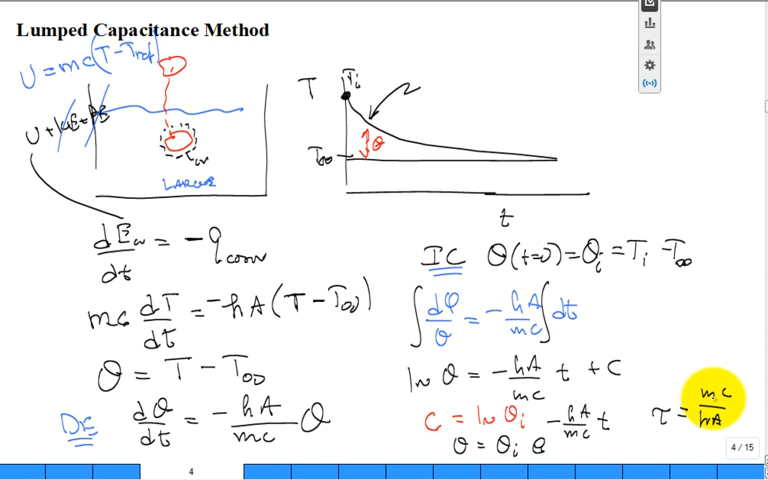 Lumped Capacitance Method
U = mc(T - Tref)
U + KE + PE
T∞
LARGE
T
Ti
θ
T∞
t
dEcv/dt = -qconv
mc dT/dt = -hA(T - T∞)
θ = T - T∞
DE dθ/dt = -hA/mc θ
IC θ(t=0) = θi = Ti - T∞
∫dθ/θ = -hA/mc ∫dt
ln θ = -hA/mc t + C
C = ln θi
θ = θi e -hA/mc t
τ = mc/hA
4 / 15
4